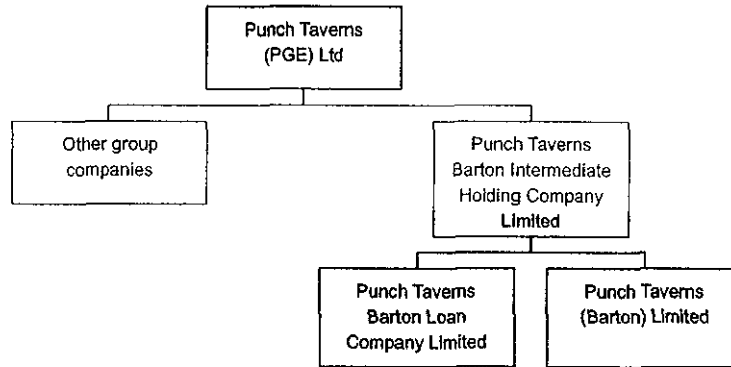 Punch Taverns
(PGE) Ltd
Other group
companies
Punch Taverns
Barton Intermediate
Holding Company
Limited
Punch Taverns
Barton Loan
Company Limited
Punch Taverns
(Barton) Limited